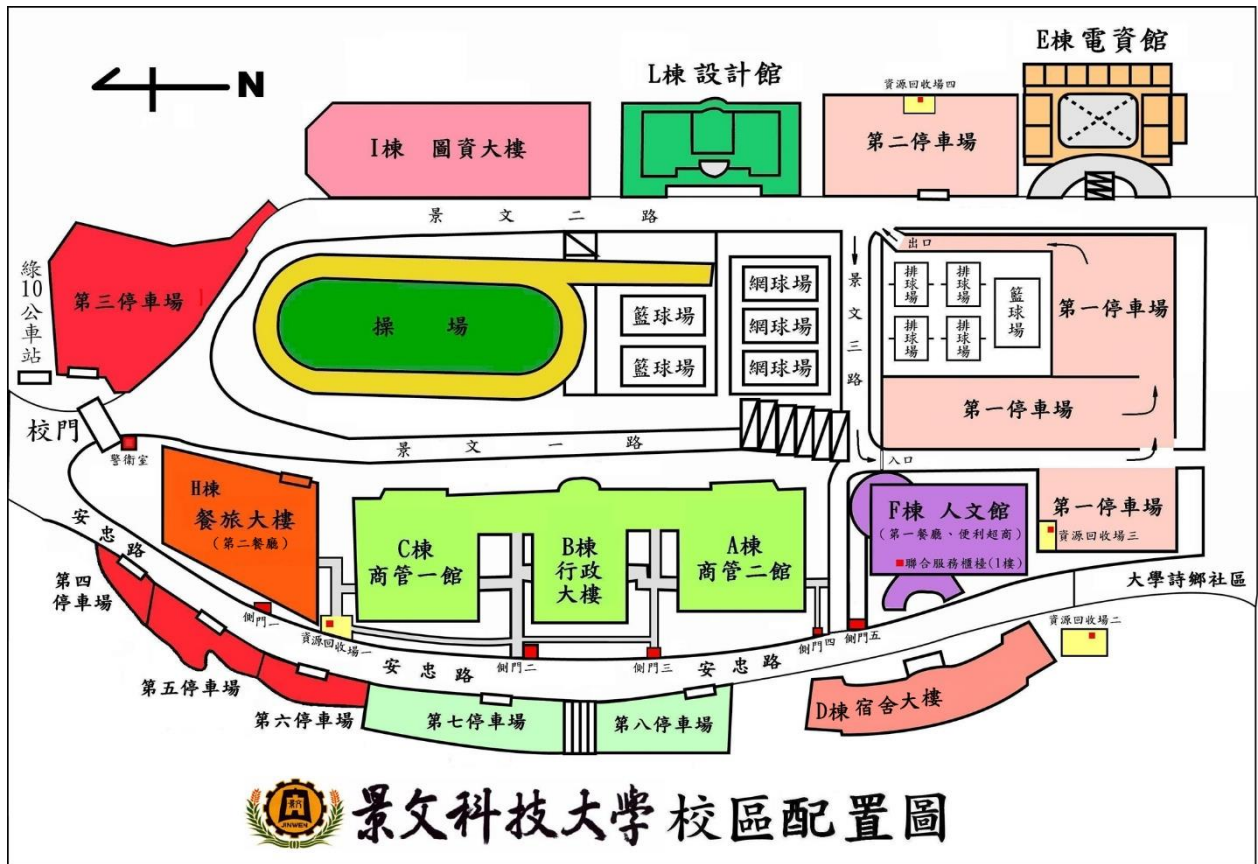 E棟 電資館
L棟 設計館
N
資源回收場四
第二停車場
I棟 圖資大樓
景文二路
出口
綠10公車站
第三停車場
操場
籃球場
籃球場
網球場
網球場
網球場
景文三路
排球場
排球場
排球場
排球場
籃球場
第一停車場
第一停車場
校門
警衛室
景文一路
入口
H棟
餐旅大樓
(第二餐廳)
C棟
商管一館
B棟
行政
大樓
A棟
商管二館
F棟 人文館
(第一餐廳、便利超商)
聯合服務櫃檯(1樓)
第一停車場
資源回收場三
安忠路
第四
停車場
側門一
資源回收場一
側門二
側門三
側門四
側門五
大學詩鄉社區
資源回收場二
安忠路
安忠路
第五停車場
第六停車場
第七停車場
第八停車場
D棟宿舍大樓
景文
JINWEN
景文科技大學校區配置圖